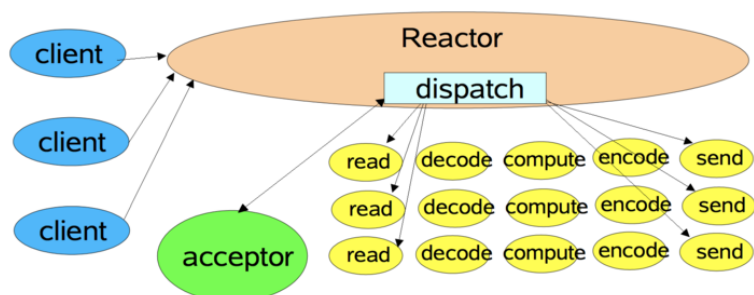 client
Reactor
dispatch
client
read decode compute encode send
client
read decode compute encode send
acceptor
read decode compute encode send